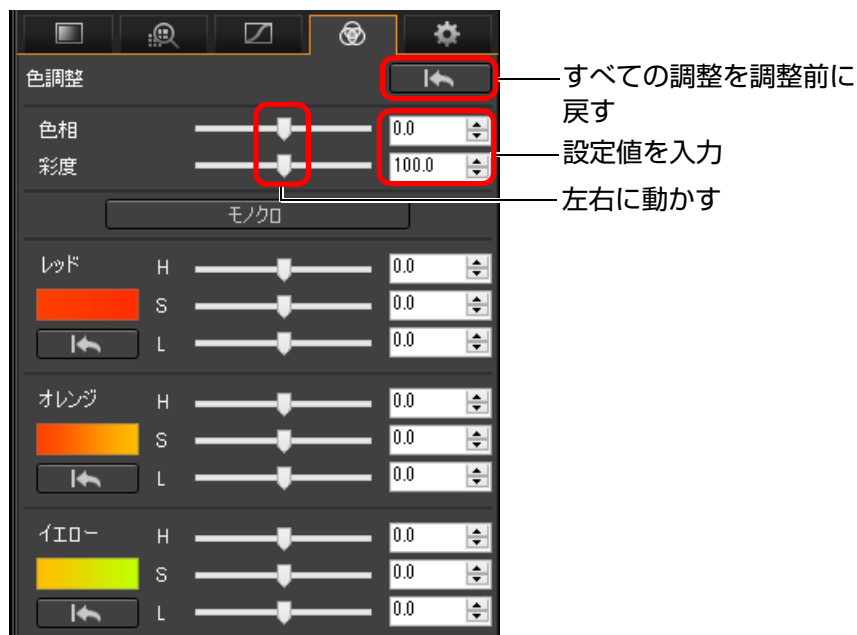 色調整
すべての調整を調整前に
戻す
色相 0.0
設定値を入力
彩度 100.0
左右に動かす
モノクロ
レッド H 0.0
S 0.0
L 0.0
オレンジ H 0.0
S 0.0
L 0.0
イエロー H 0.0
S 0.0
L 0.0